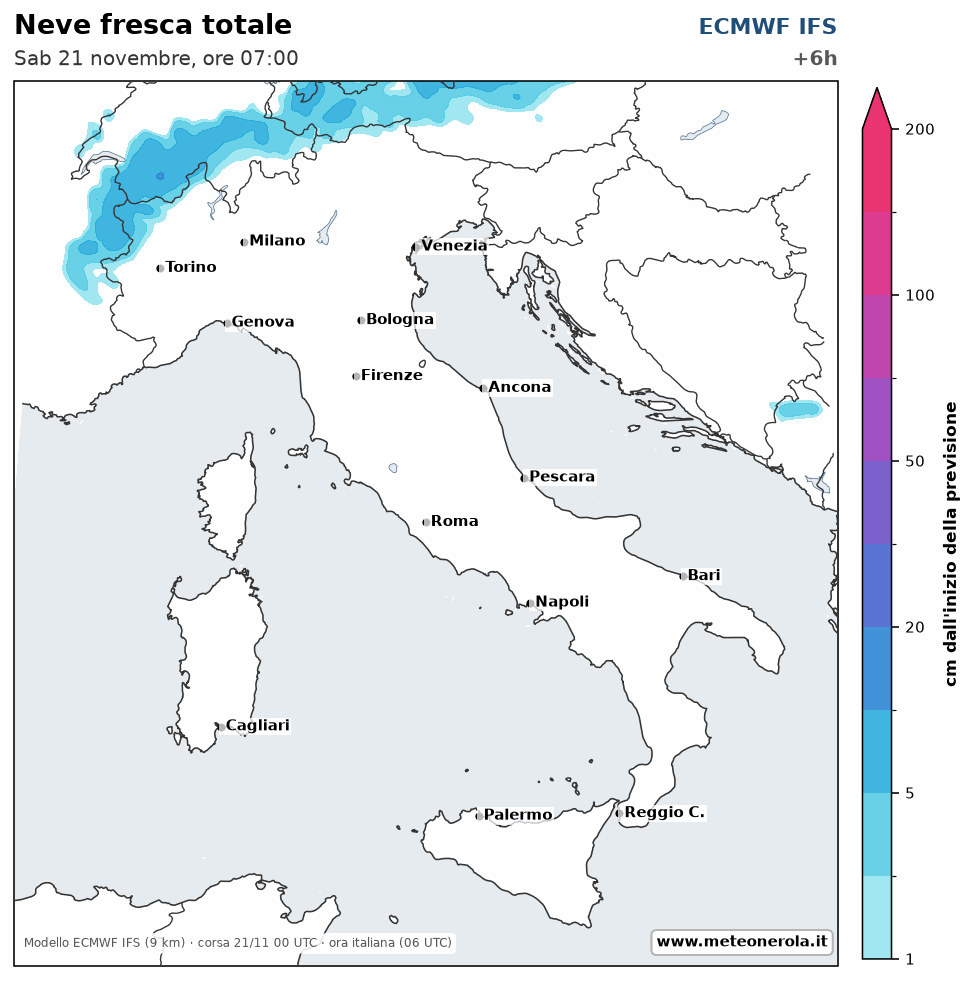 Neve fresca totale
ECMWF IFS
Sab 21 novembre, ore 07:00
+6h
Milano
Venezia
Torino
Genova
Bologna
Firenze
Ancona
Pescara
Roma
Bari
Napoli
Cagliari
Palermo
Reggio C.
200
100
50
20
5
1
cm dall'inizio della previsione
Modello ECMWF IFS (9 km) · corsa 21/11 00 UTC · ora italiana (06 UTC)
www.meteonerola.it